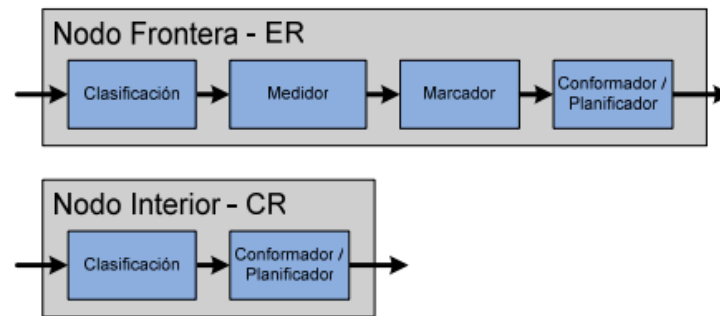 Nodo Frontera - ER
Clasificación
Medidor
Marcador
Conformador /
Planificador
Nodo Interior - CR
Clasificación
Conformador /
Planificador